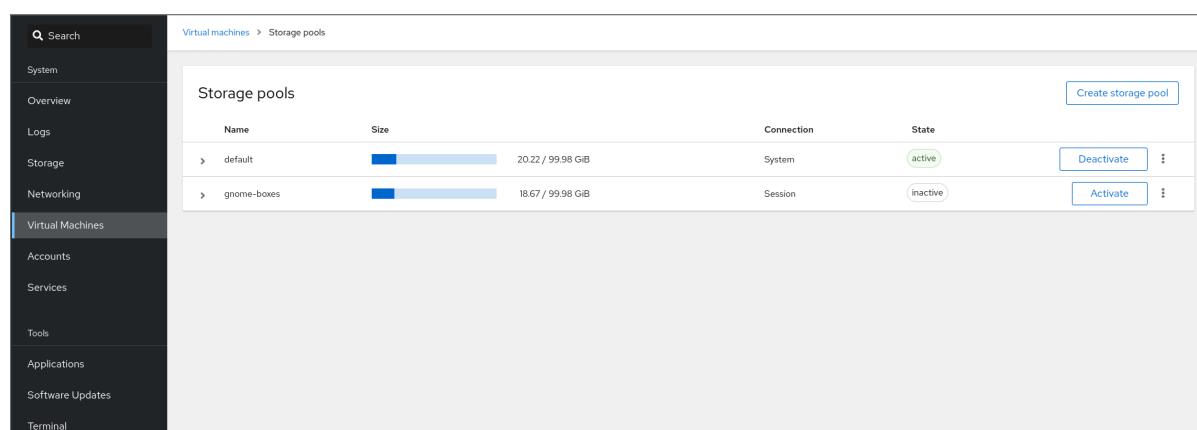 Search
System
Overview
Logs
Storage
Networking
Virtual Machines
Accounts
Services
Tools
Applications
Software Updates
Terminal
Virtual machines > Storage pools
Storage pools
Create storage pool
Name Size Connection State
default 20.22 / 99.98 GiB System active Deactivate
gnome-boxes 18.67 / 99.98 GiB Session inactive Activate